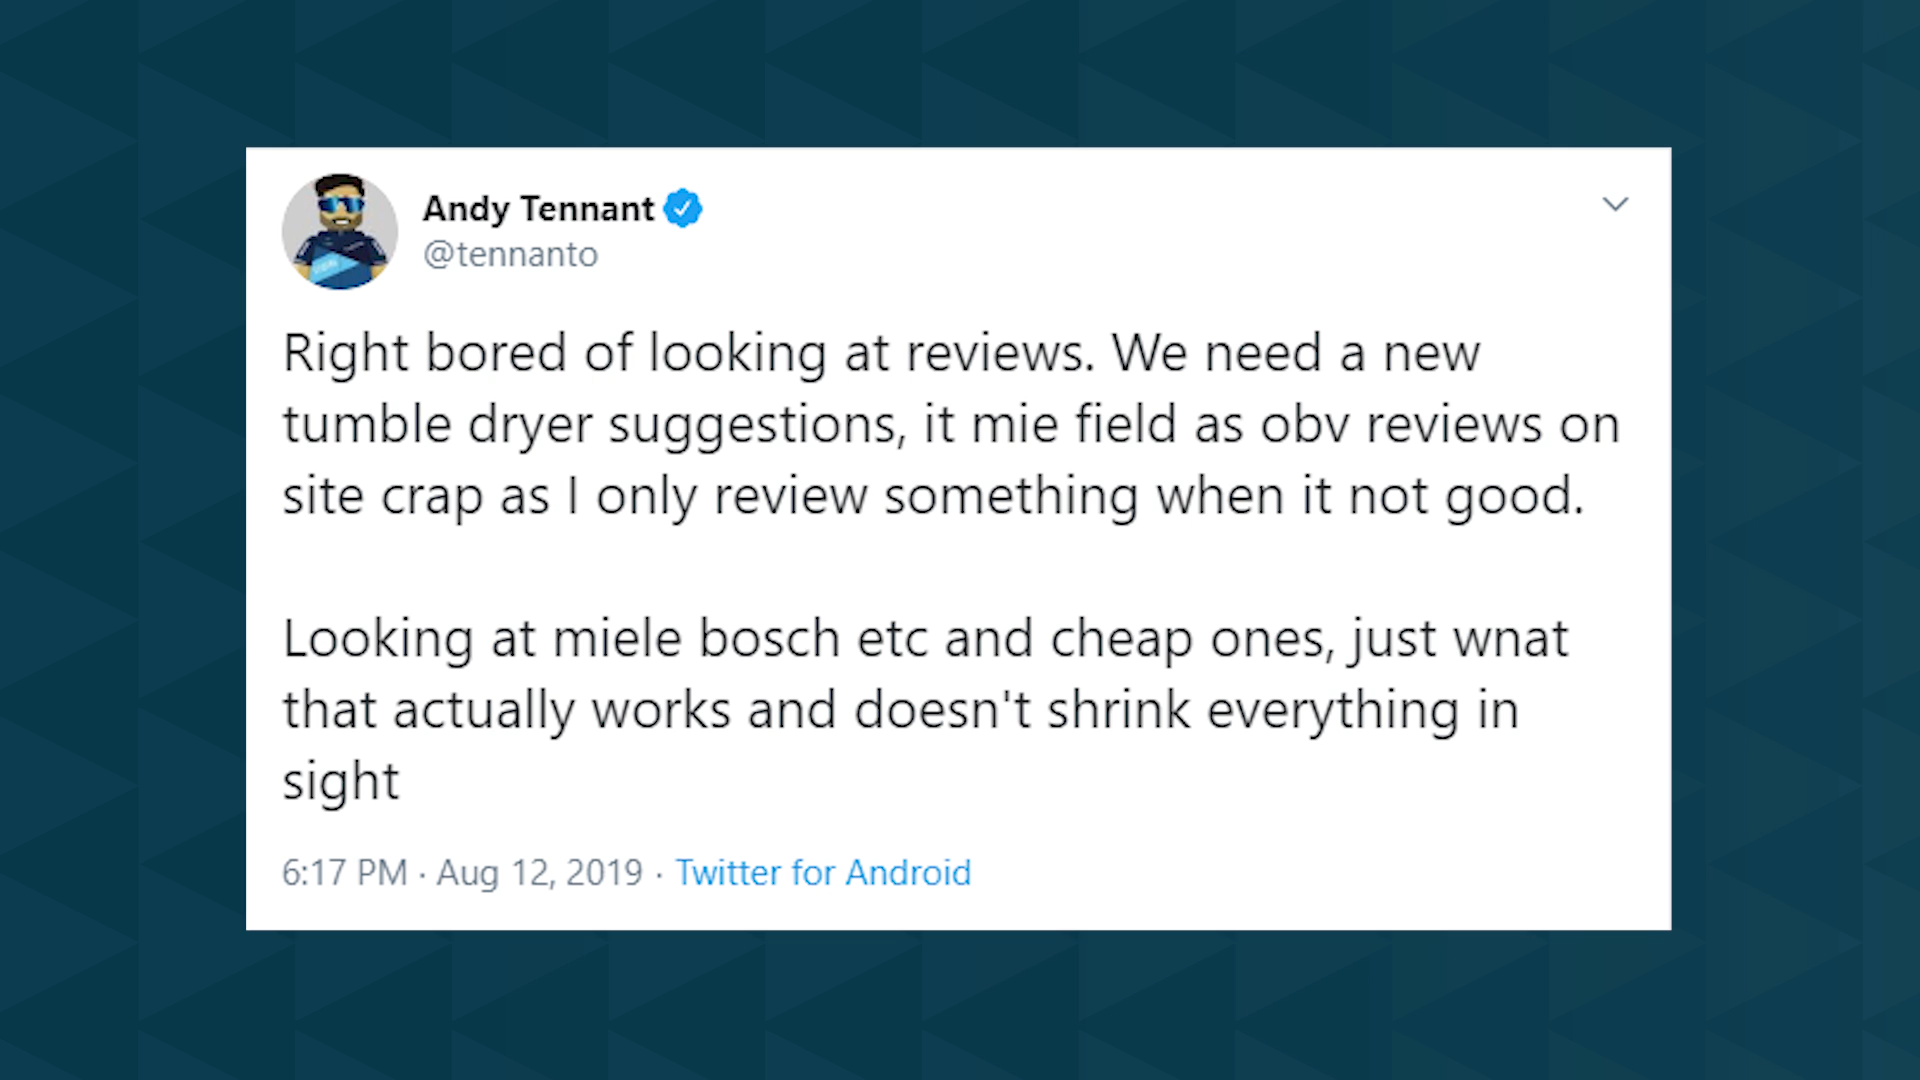 Andy Tennant
@tennanto
Right bored of looking at reviews. We need a new
tumble dryer suggestions, it mie field as obv reviews on
site crap as I only review something when it not good.
Looking at miele bosch etc and cheap ones, just wnat
that actually works and doesn't shrink everything in
sight
6:17 PM · Aug 12, 2019 · Twitter for Android